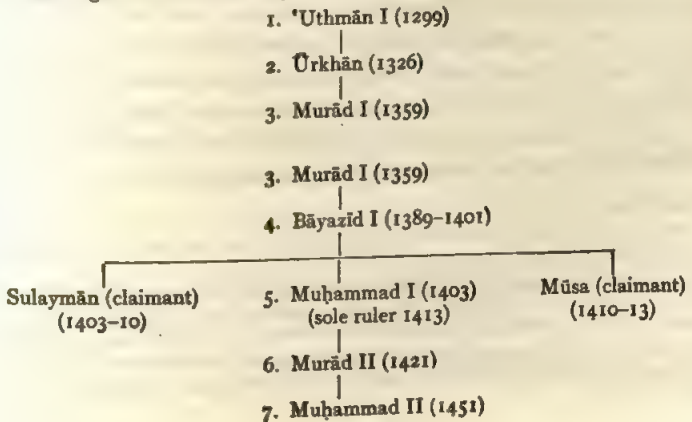 1. 'Uthmān I (1299)
2. Ūrkhān (1326)
3. Murād I (1359)
3. Murād I (1359)
4. Bāyazīd I (1389–1401)
Sulaymān (claimant)
(1403–10)
5. Muḥammad I (1403)
(sole ruler 1413)
Mūsa (claimant)
(1410–13)
6. Murād II (1421)
7. Muḥammad II (1451)